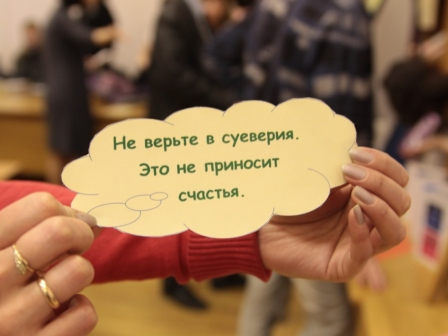 Не верьте в суеверия.
Это не приносит
счастья.